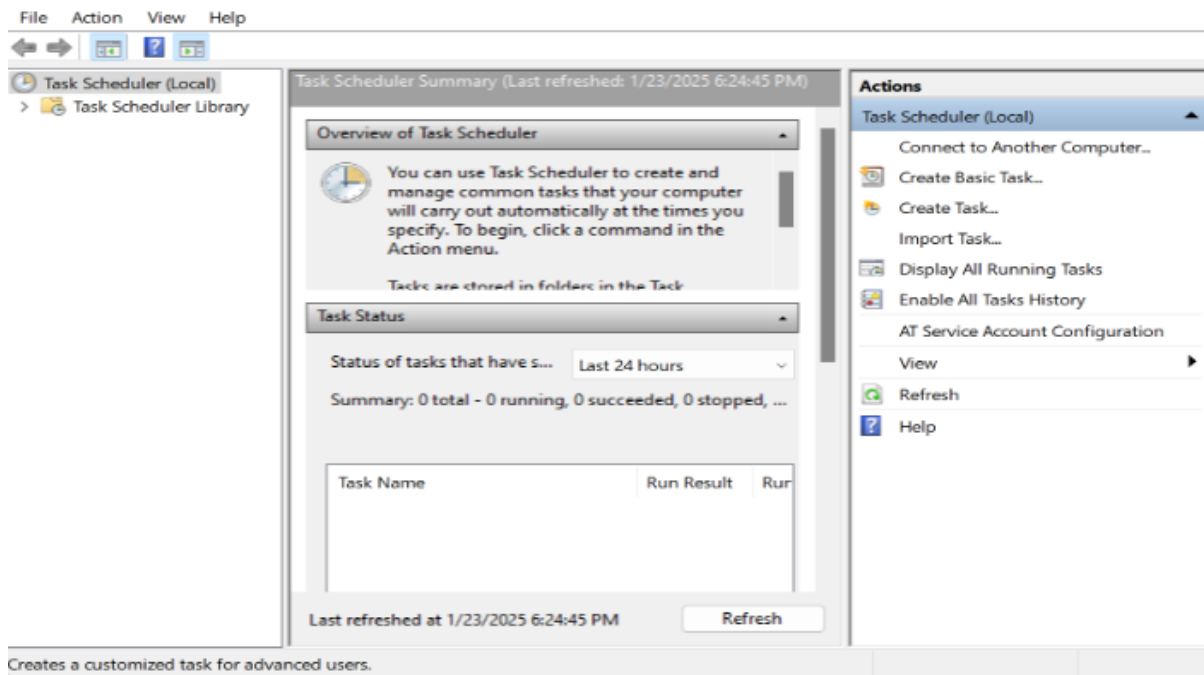 File Action View Help
Task Scheduler (Local)
Task Scheduler Library
Task Scheduler Summary (Last refreshed: 1/23/2025 6:24:45 PM)
Overview of Task Scheduler
You can use Task Scheduler to create and
manage common tasks that your computer
will carry out automatically at the times you
specify. To begin, click a command in the
Action menu.
Tasks are stored in folders in the Task
Task Status
Status of tasks that have s... Last 24 hours
Summary: 0 total - 0 running, 0 succeeded, 0 stopped, ...
Task Name Run Result Rur
Last refreshed at 1/23/2025 6:24:45 PM Refresh
Actions
Task Scheduler (Local)
Connect to Another Computer...
Create Basic Task...
Create Task...
Import Task...
Display All Running Tasks
Enable All Tasks History
AT Service Account Configuration
View
Refresh
Help
Creates a customized task for advanced users.